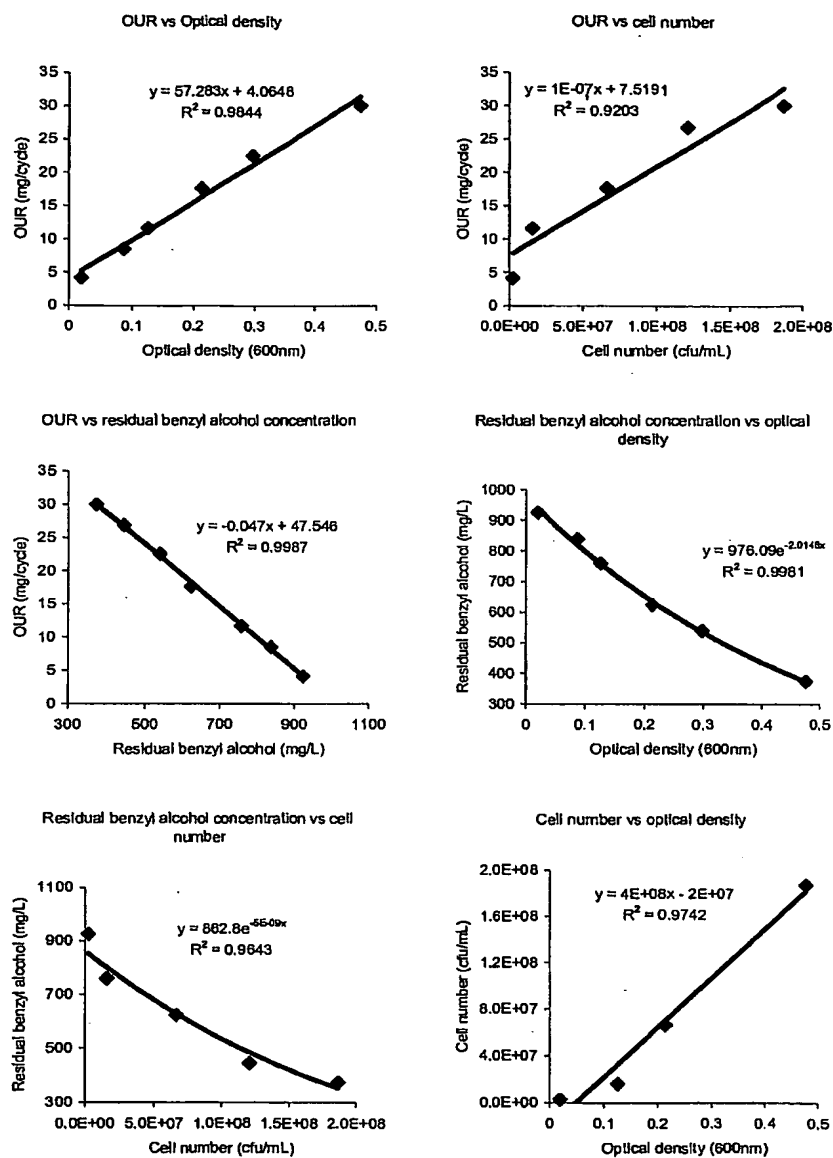 OUR vs Optical density
y = 57.283x + 4.0648
R² = 0.9844
OUR (mg/cycle)
35
30
25
20
15
10
5
0
0 0.1 0.2 0.3 0.4 0.5
Optical density (600nm)
OUR vs cell number
y = 1E-07x + 7.5191
R² = 0.9203
OUR (mg/cycle)
35
30
25
20
15
10
5
0
0.0E+00 5.0E+07 1.0E+08 1.5E+08 2.0E+08
Cell number (cfu/mL)
OUR vs residual benzyl alcohol concentration
y = -0.047x + 47.546
R² = 0.9987
OUR (mg/cycle)
35
30
25
20
15
10
5
0
300 500 700 900 1100
Residual benzyl alcohol (mg/L)
Residual benzyl alcohol concentration vs optical
density
y = 976.09e
R² = 0.9981
Residual benzyl alcohol (mg/L)
1000
900
800
700
600
500
400
300
0 0.1 0.2 0.3 0.4 0.5
Optical density (600nm)
Residual benzyl alcohol concentration vs cell
number
y = 862.8e^-5E-09x
R² = 0.9643
Residual benzyl alcohol (mg/L)
1100
900
700
500
300
0.0E+00 5.0E+07 1.0E+08 1.5E+08 2.0E+08
Cell number (cfu/mL)
Cell number vs optical density
y = 4E+08x - 2E+07
R² = 0.9742
Cell number (cfu/mL)
2.0E+08
1.6E+08
1.2E+08
8.0E+07
4.0E+07
0.0E+00
0 0.1 0.2 0.3 0.4 0.5
Optical density (600nm)